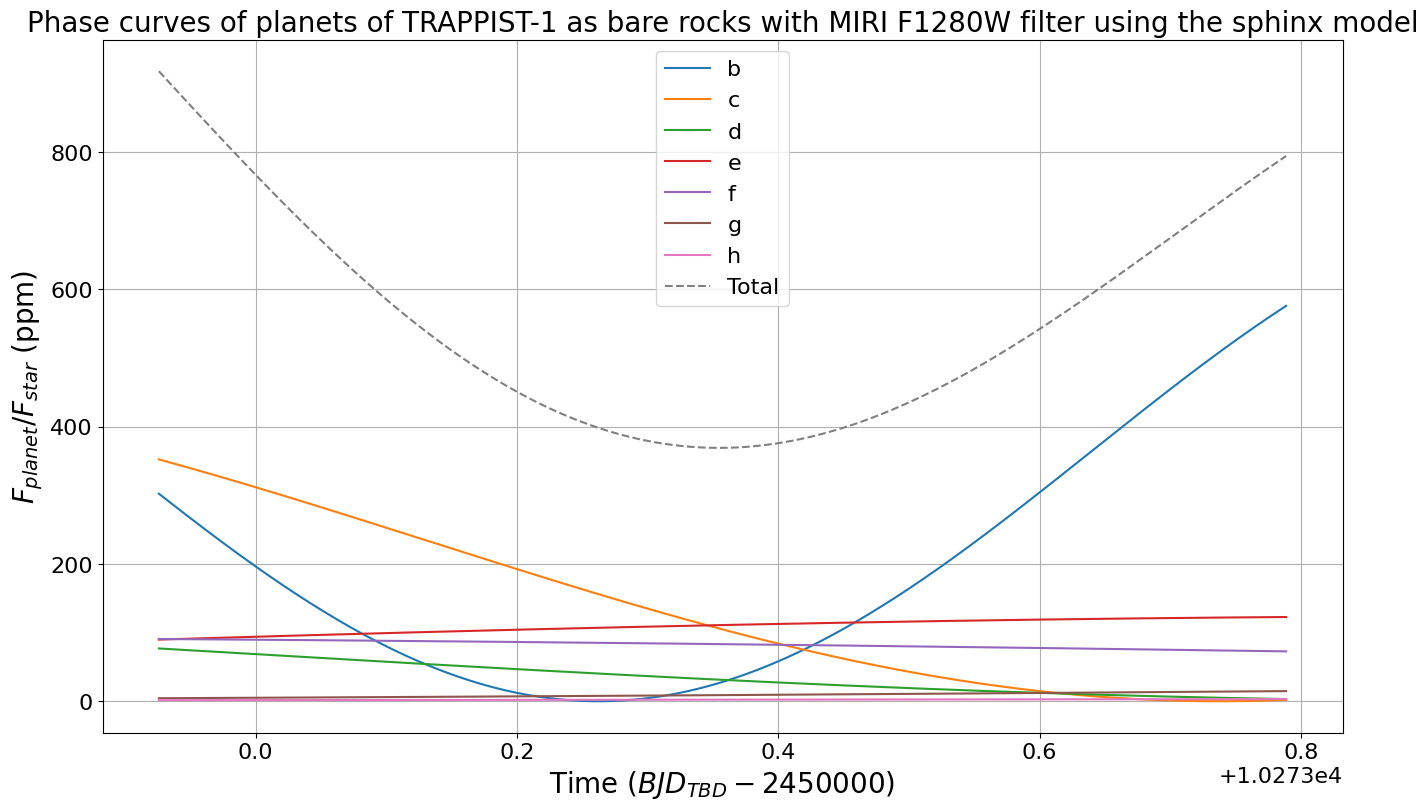 Phase curves of planets of TRAPPIST-1 as bare rocks with MIRI F1280W filter using the sphinx model
b
c
d
e
f
g
h
Total
F_{planet}/F_{star} (ppm)
800
600
400
200
0
0.0 0.2 0.4 0.6 0.8
+1.0273e4
Time (BJD_{TBD} − 2450000)